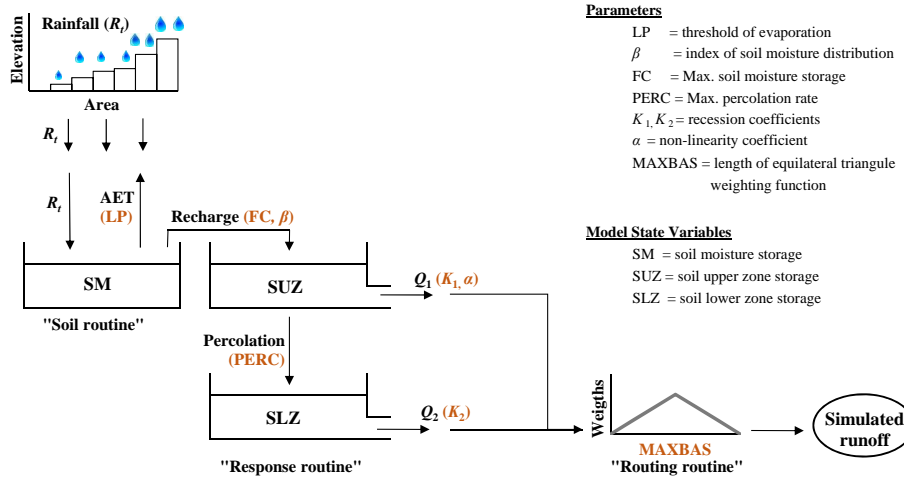 Rainfall (Rt)
Elevation
Area
Rt
Rt
AET
(LP)
Recharge (FC, β)
SM
"Soil routine"
SUZ
Q1 (K1, α)
Percolation
(PERC)
SLZ
Q2 (K2)
"Response routine"
Weigths
MAXBAS
"Routing routine"
Simulated
runoff
Parameters
LP = threshold of evaporation
β = index of soil moisture distribution
FC = Max. soil moisture storage
PERC = Max. percolation rate
K1, K2 = recession coefficients
α = non-linearity coefficient
MAXBAS = length of equilateral triangule
weighting function
Model State Variables
SM = soil moisture storage
SUZ = soil upper zone storage
SLZ = soil lower zone storage